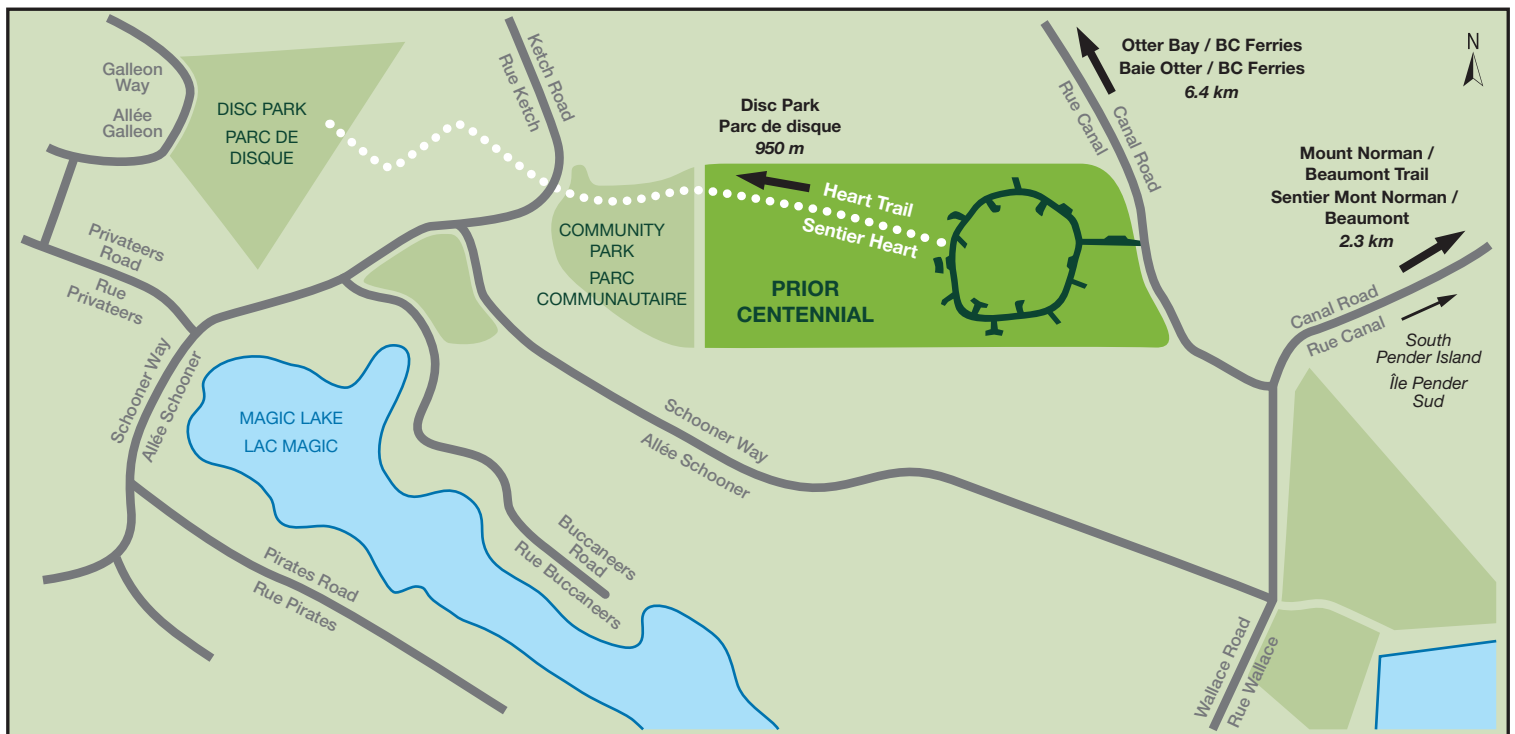 Galleon
Way
Allée
Galleon
DISC PARK
PARC DE
DISQUE
Ketch Road
Rue Ketch
Disc Park
Parc de disque
950 m
Otter Bay / BC Ferries
Baie Otter / BC Ferries
6.4 km
N
Canal Road
Rue Canal
Mount Norman /
Beaumont Trail
Sentier Mont Norman /
Beaumont
2.3 km
Heart Trail
Sentier Heart
COMMUNITY
PARK
PARC
COMMUNAUTAIRE
PRIOR
CENTENNIAL
Privateers
Road
Rue
Privateers
Canal Road
Rue Canal
South
Pender Island
Île Pender
Sud
Schooner Way
Allée Schooner
MAGIC LAKE
LAC MAGIC
Schooner Way
Allée Schooner
Buccaneers
Road
Rue Buccaneers
Pirates Road
Rue Pirates
Wallace Road
Rue Wallace